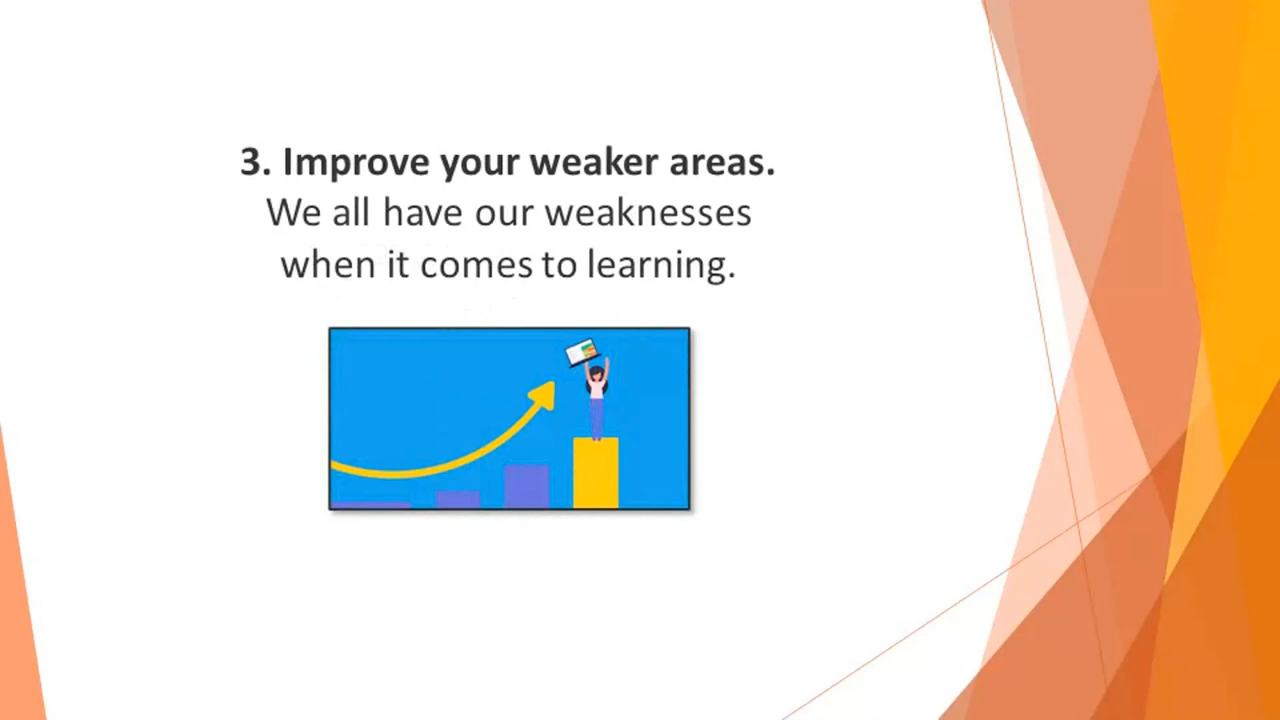 3. Improve your weaker areas.
We all have our weaknesses
when it comes to learning.